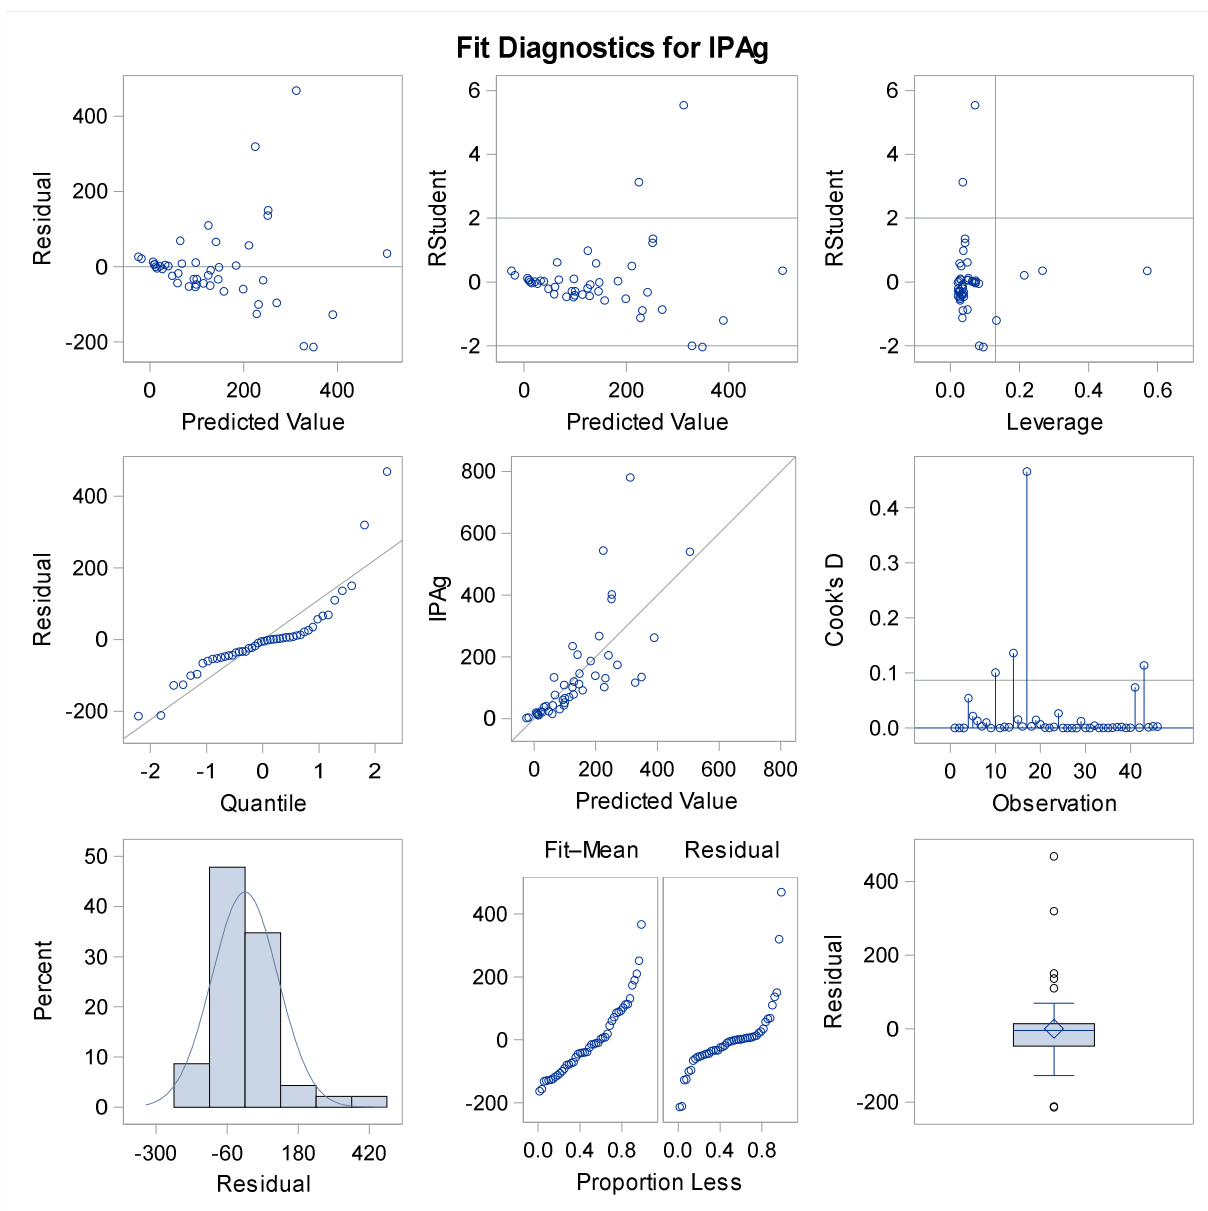 Fit Diagnostics for IPAg
Residual
400
200
0
-200
0 200 400
Predicted Value
RStudent
6
4
2
0
-2
0 200 400
Predicted Value
RStudent
6
4
2
0
-2
0.0 0.2 0.4 0.6
Leverage
Residual
400
200
0
-200
-2 -1 0 1 2
Quantile
IPAg
800
600
400
200
0
0 200 400 600 800
Predicted Value
Cook's D
0.4
0.3
0.2
0.1
0.0
0 10 20 30 40
Observation
Percent
50
40
30
20
10
0
-300 -60 180 420
Residual
Fit–Mean Residual
400
200
0
-200
0.0 0.4 0.8 0.0 0.4 0.8
Proportion Less
Residual
400
200
0
-200